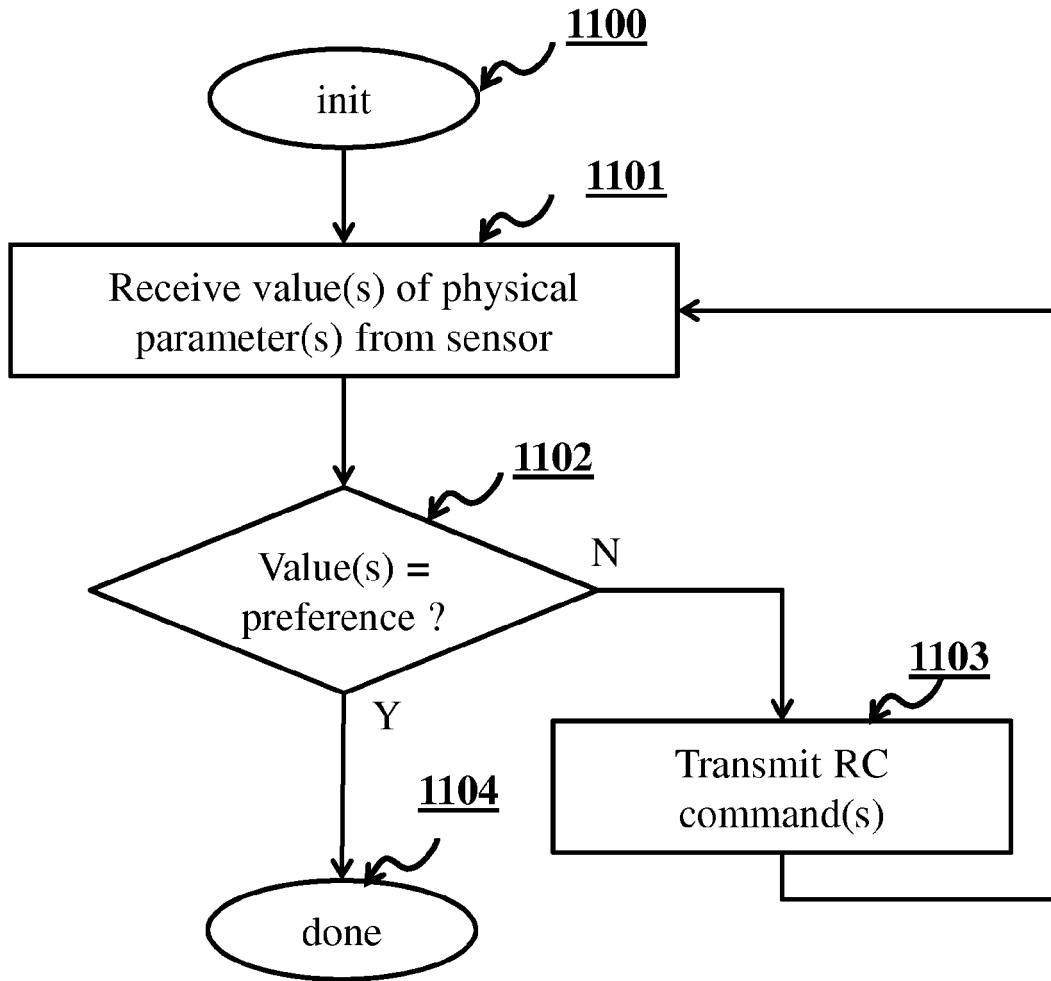 1100
init
1101
Receive value(s) of physical
parameter(s) from sensor
1102
Value(s) =
preference ?
N
Y
1103
Transmit RC
command(s)
1104
done